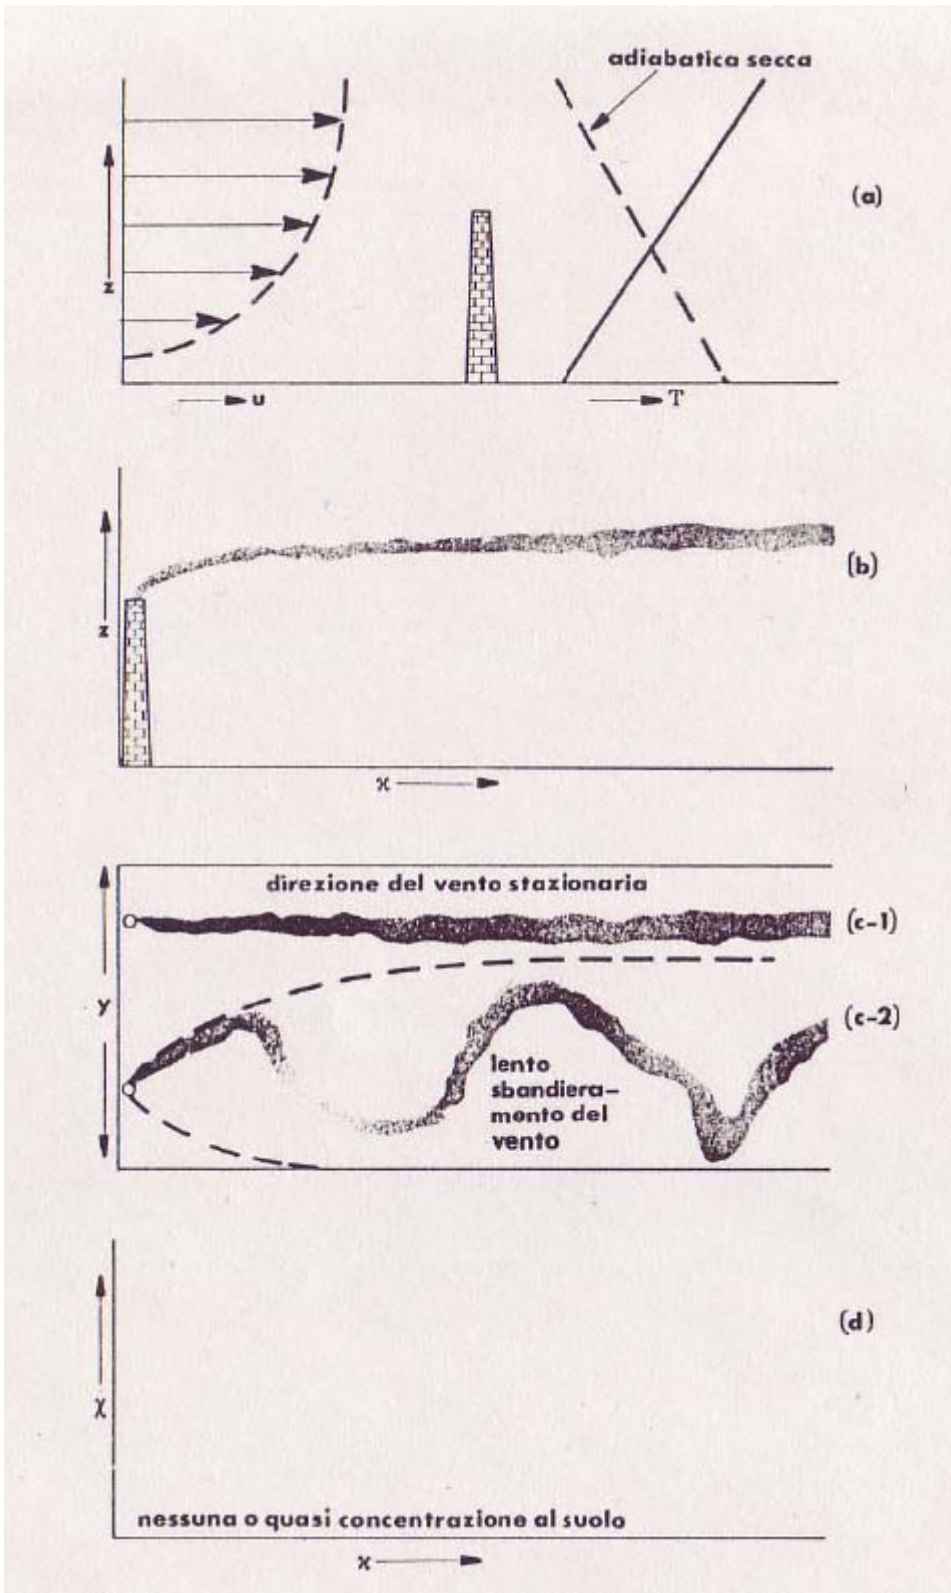 adiabatica secca
(a)
z
u
T
(b)
z
x
direzione del vento stazionaria
(c-1)
y
(c-2)
lento
sbandiera-
mento del
vento
(d)
χ
nessuna o quasi concentrazione al suolo
x